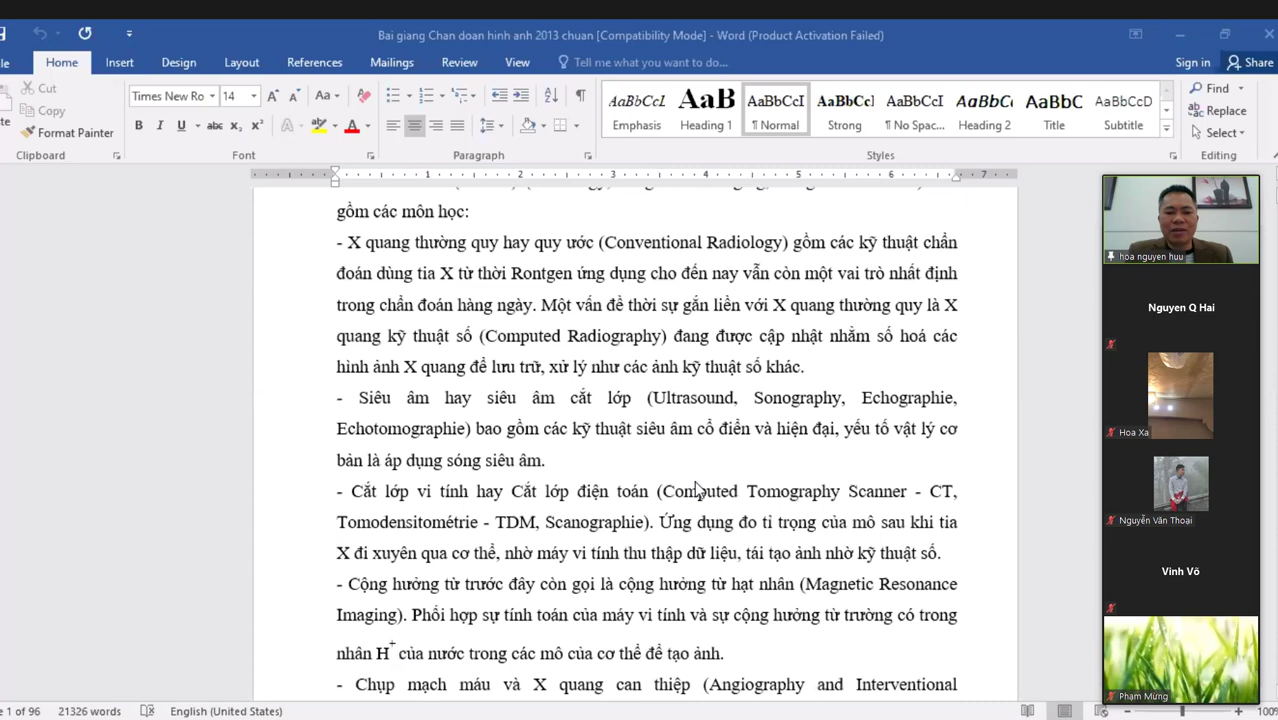 Bai giang Chan doan hinh anh 2013 chuan [Compatibility Mode] - Word (Product Activation Failed)
Home Insert Design Layout References Mailings Review View Tell me what you want to do... Sign in Share
Cut
Copy
Format Painter
Clipboard
Times New Ro 14
Font
Paragraph
AaBbCcI Emphasis
AaB Heading 1
AaBbCcI ¶ Normal
AaBbCc Strong
AaBbCcI ¶ No Spac...
AaBbC Heading 2
AaBbC Title
AaBbCcD Subtitle
Styles
Find
Replace
Select
Editing
1 2 3 4 5 6 7
gồm các môn học:
- X quang thường quy hay quy ước (Conventional Radiology) gồm các kỹ thuật chẩn
đoán dùng tia X từ thời Rontgen ứng dụng cho đến nay vẫn còn một vai trò nhất định
trong chẩn đoán hàng ngày. Một vấn đề thời sự gắn liền với X quang thường quy là X
quang kỹ thuật số (Computed Radiography) đang được cập nhật nhằm số hoá các
hình ảnh X quang để lưu trữ, xử lý như các ảnh kỹ thuật số khác.
- Siêu âm hay siêu âm cắt lớp (Ultrasound, Sonography, Echographie,
Echotomographie) bao gồm các kỹ thuật siêu âm cổ điển và hiện đại, yếu tố vật lý cơ
bản là áp dụng sóng siêu âm.
- Cắt lớp vi tính hay Cắt lớp điện toán (Computed Tomography Scanner - CT,
Tomodensitométrie - TDM, Scanographie). Ứng dụng đo tỉ trọng của mô sau khi tia
X đi xuyên qua cơ thể, nhờ máy vi tính thu thập dữ liệu, tái tạo ảnh nhờ kỹ thuật số.
- Cộng hưởng từ trước đây còn gọi là cộng hưởng từ hạt nhân (Magnetic Resonance
Imaging). Phối hợp sự tính toán của máy vi tính và sự cộng hưởng từ trường có trong
nhân H+ của nước trong các mô của cơ thể để tạo ảnh.
- Chụp mạch máu và X quang can thiệp (Angiography and Interventional
hoa nguyen huu
Nguyen Q Hai
Hoa Xa
Nguyễn Văn Thoại
Vinh Võ
Phạm Mừng
1 of 96 21326 words English (United States) 100%